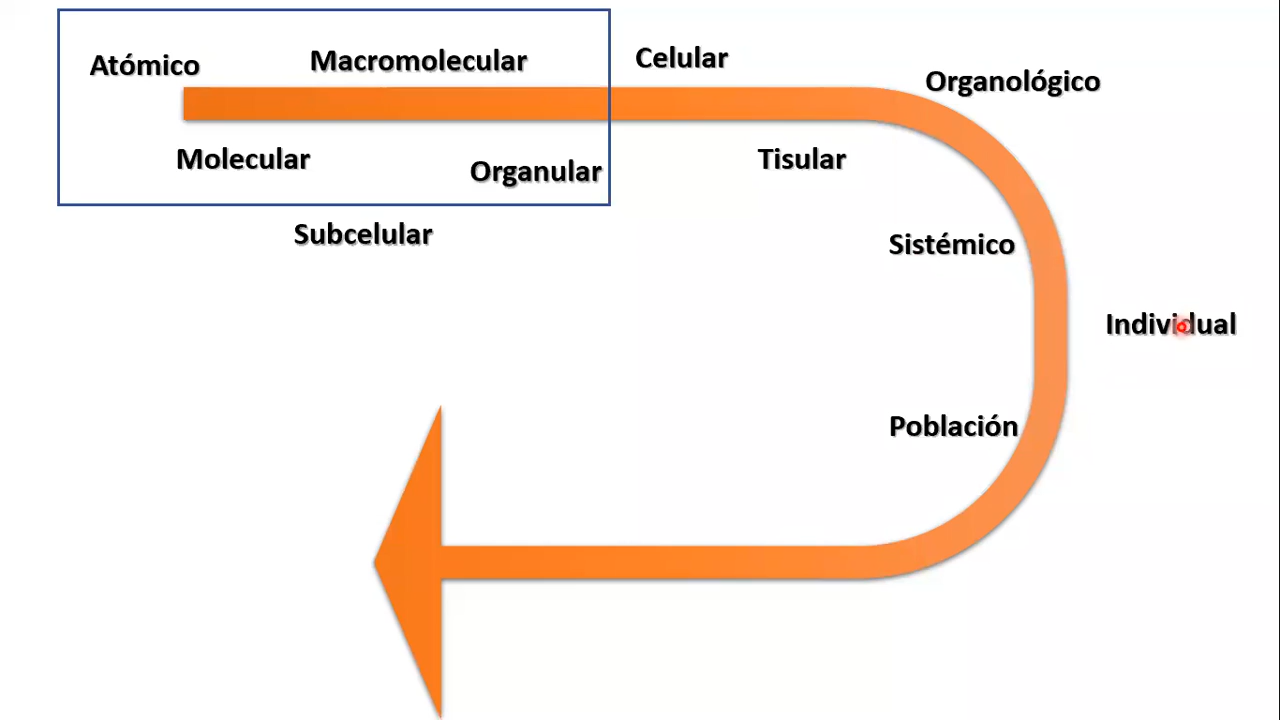 Atómico
Macromolecular
Celular
Organológico
Molecular
Organular
Tisular
Subcelular
Sistémico
Individual
Población